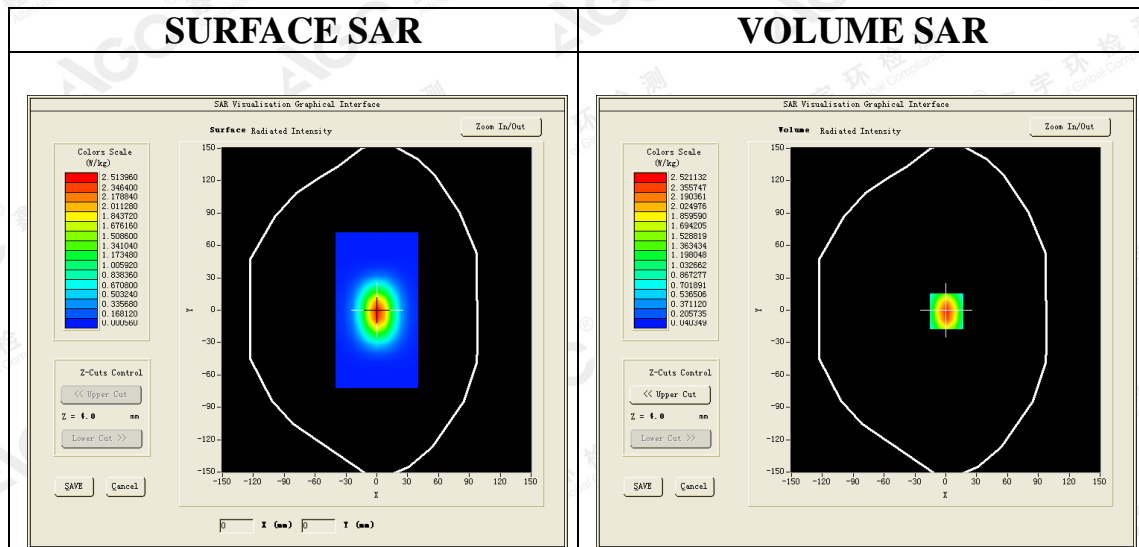 SURFACE SAR
VOLUME SAR
SAR Visualisation Graphical Interface
Surface Radiated Intensity
Zoom In/Out
Colors Scale
(W/kg)
2.513960
2.346400
2.178840
2.011280
1.843720
1.676160
1.508600
1.341040
1.173480
1.005920
0.838360
0.670800
0.503240
0.335680
0.168120
0.000560
Z-Cuts Control
<< Upper Cut
Z = 4.0 mm
Lower Cut >>
SAVE
Cancel
150
120
90
60
30
0
-30
-60
-90
-120
-150
Y
-150 -120 -90 -60 -30 0 30 60 90 120 150
X
0 X (mm) 0 Y (mm)
SAR Visualisation Graphical Interface
Volume Radiated Intensity
Zoom In/Out
Colors Scale
(W/kg)
2.521132
2.355747
2.190361
2.024976
1.859590
1.694205
1.528819
1.363434
1.198048
1.032662
0.867277
0.701891
0.536506
0.371120
0.205735
0.040349
Z-Cuts Control
<< Upper Cut
Z = 4.0 mm
Lower Cut >>
SAVE
Cancel
150
120
90
60
30
0
-30
-60
-90
-120
-150
Y
-150 -120 -90 -60 -30 0 30 60 90 120 150
X